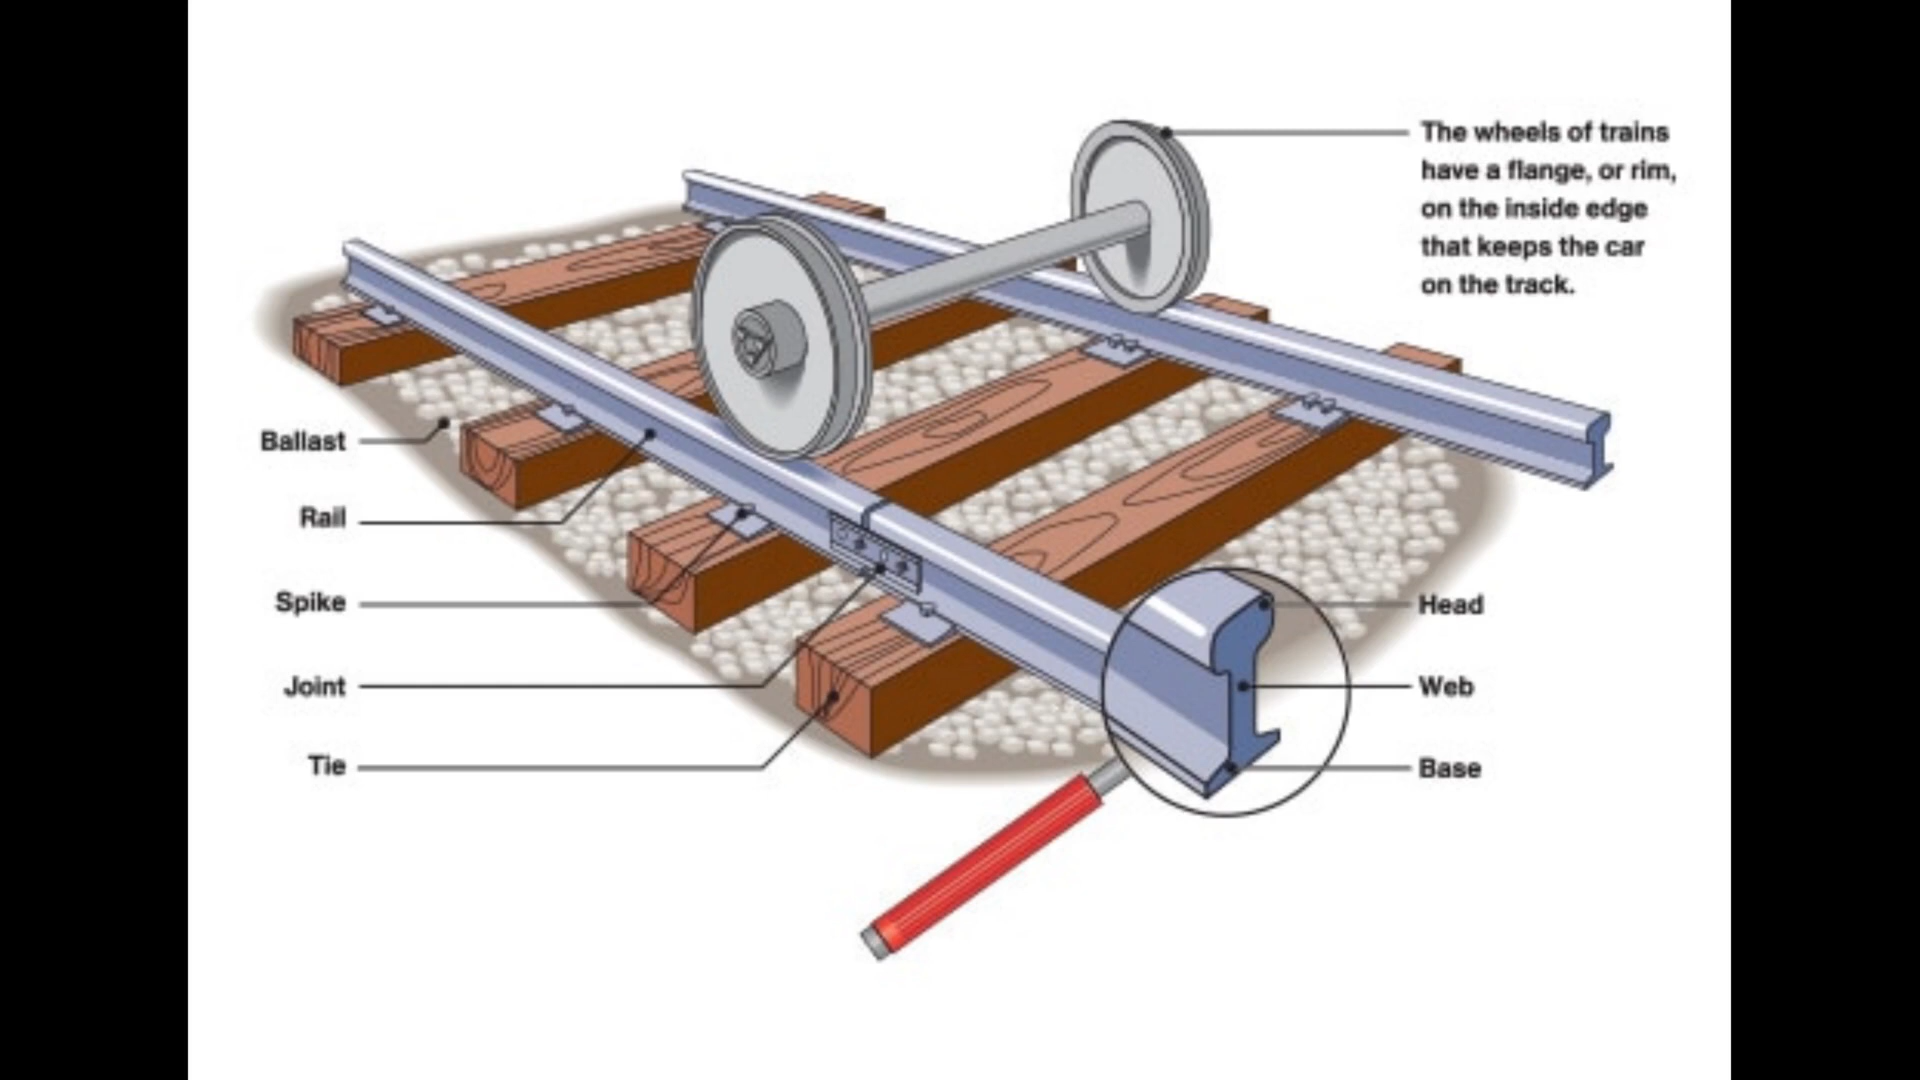 The wheels of trains
have a flange, or rim,
on the inside edge
that keeps the car
on the track.
Ballast
Rail
Spike
Joint
Tie
Head
Web
Base